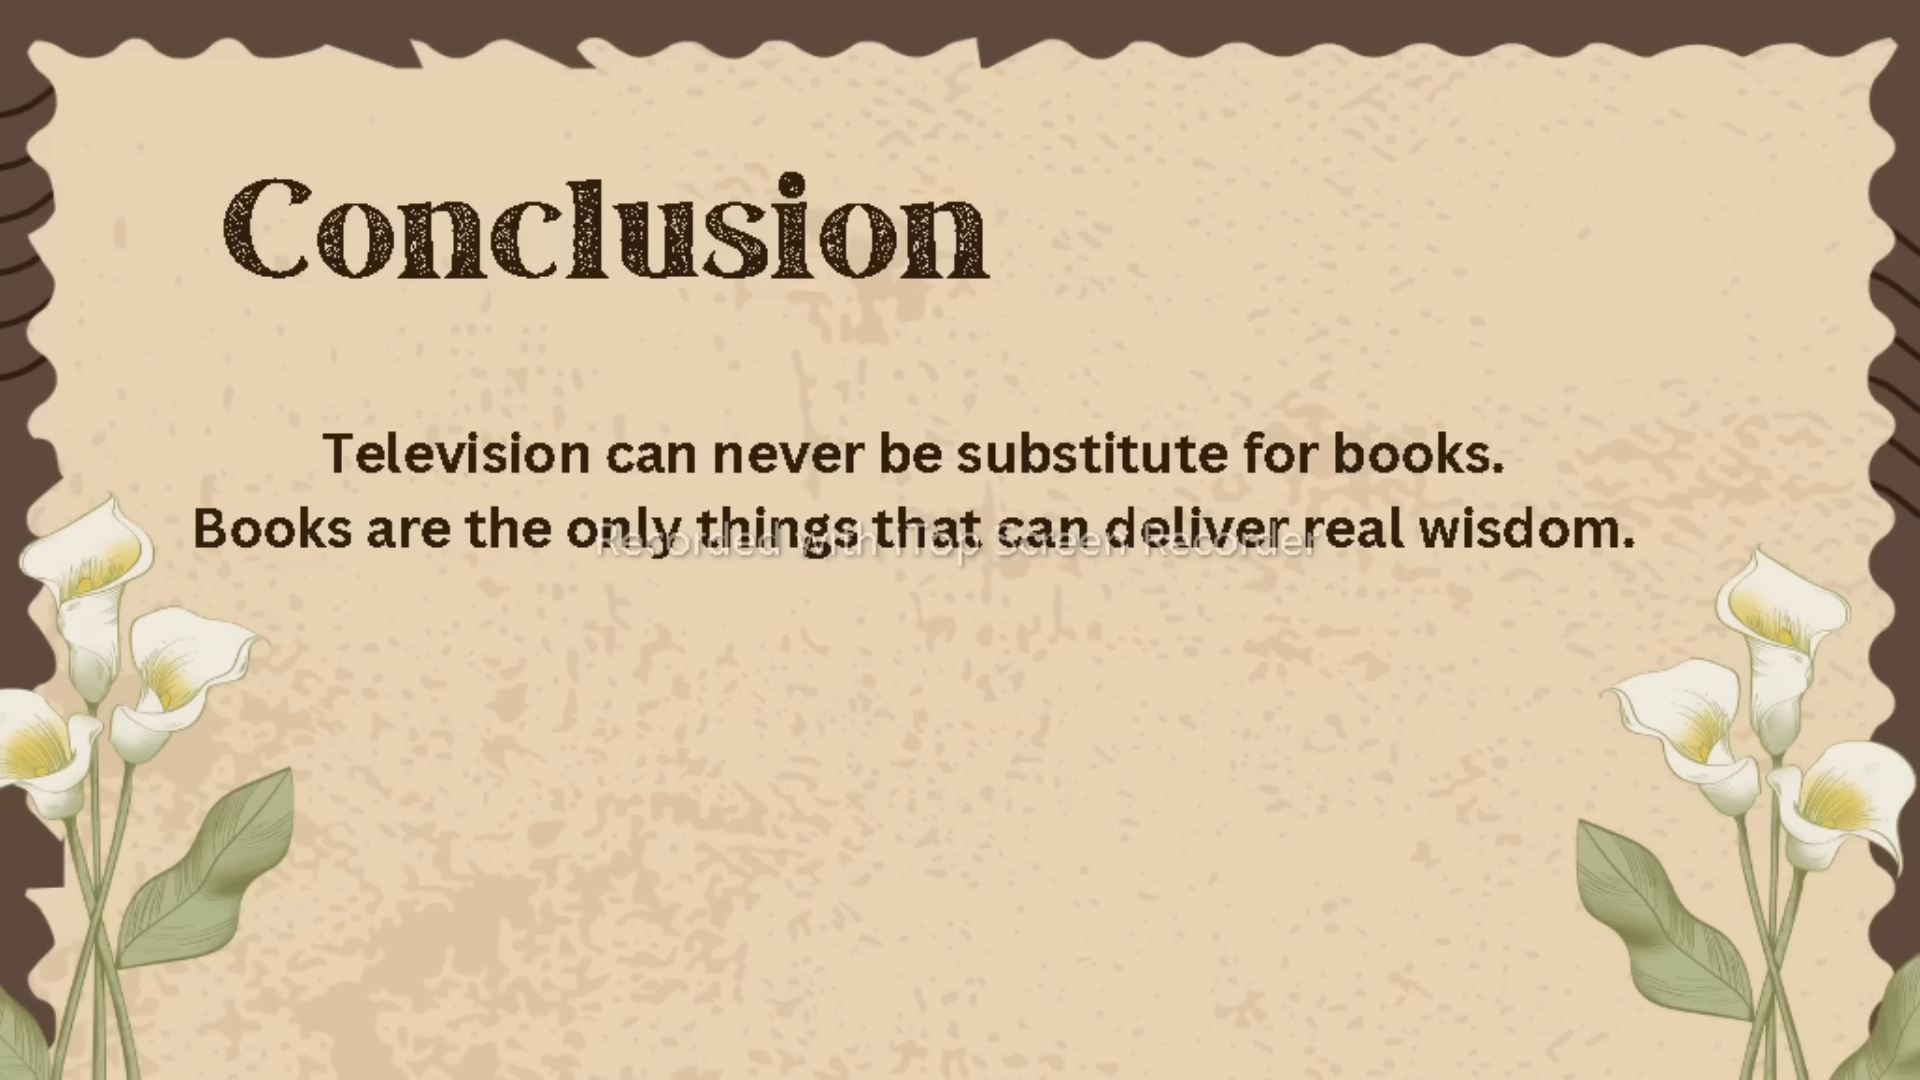 Conclusion
Television can never be substitute for books.
Books are the only things that can deliver real wisdom.
Recorded with iTop Screen Recorder